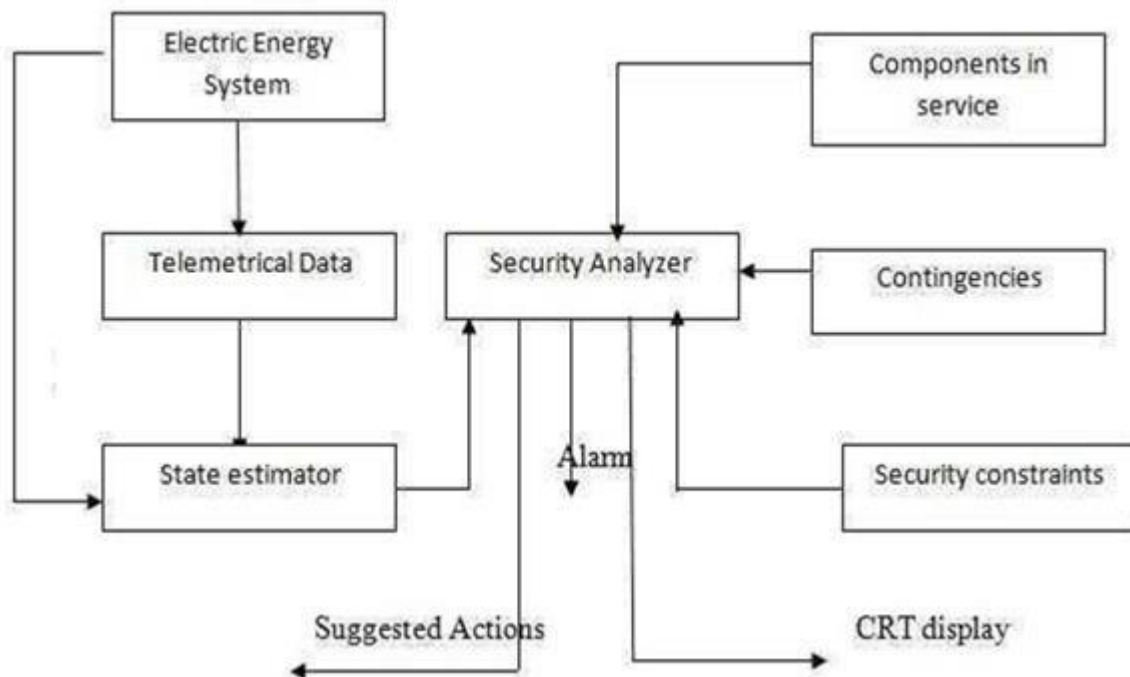 Electric Energy
System
Components in
service
Telemetrical Data
Security Analyzer
Contingencies
Alarm
State estimator
Security constraints
Suggested Actions
CRT display